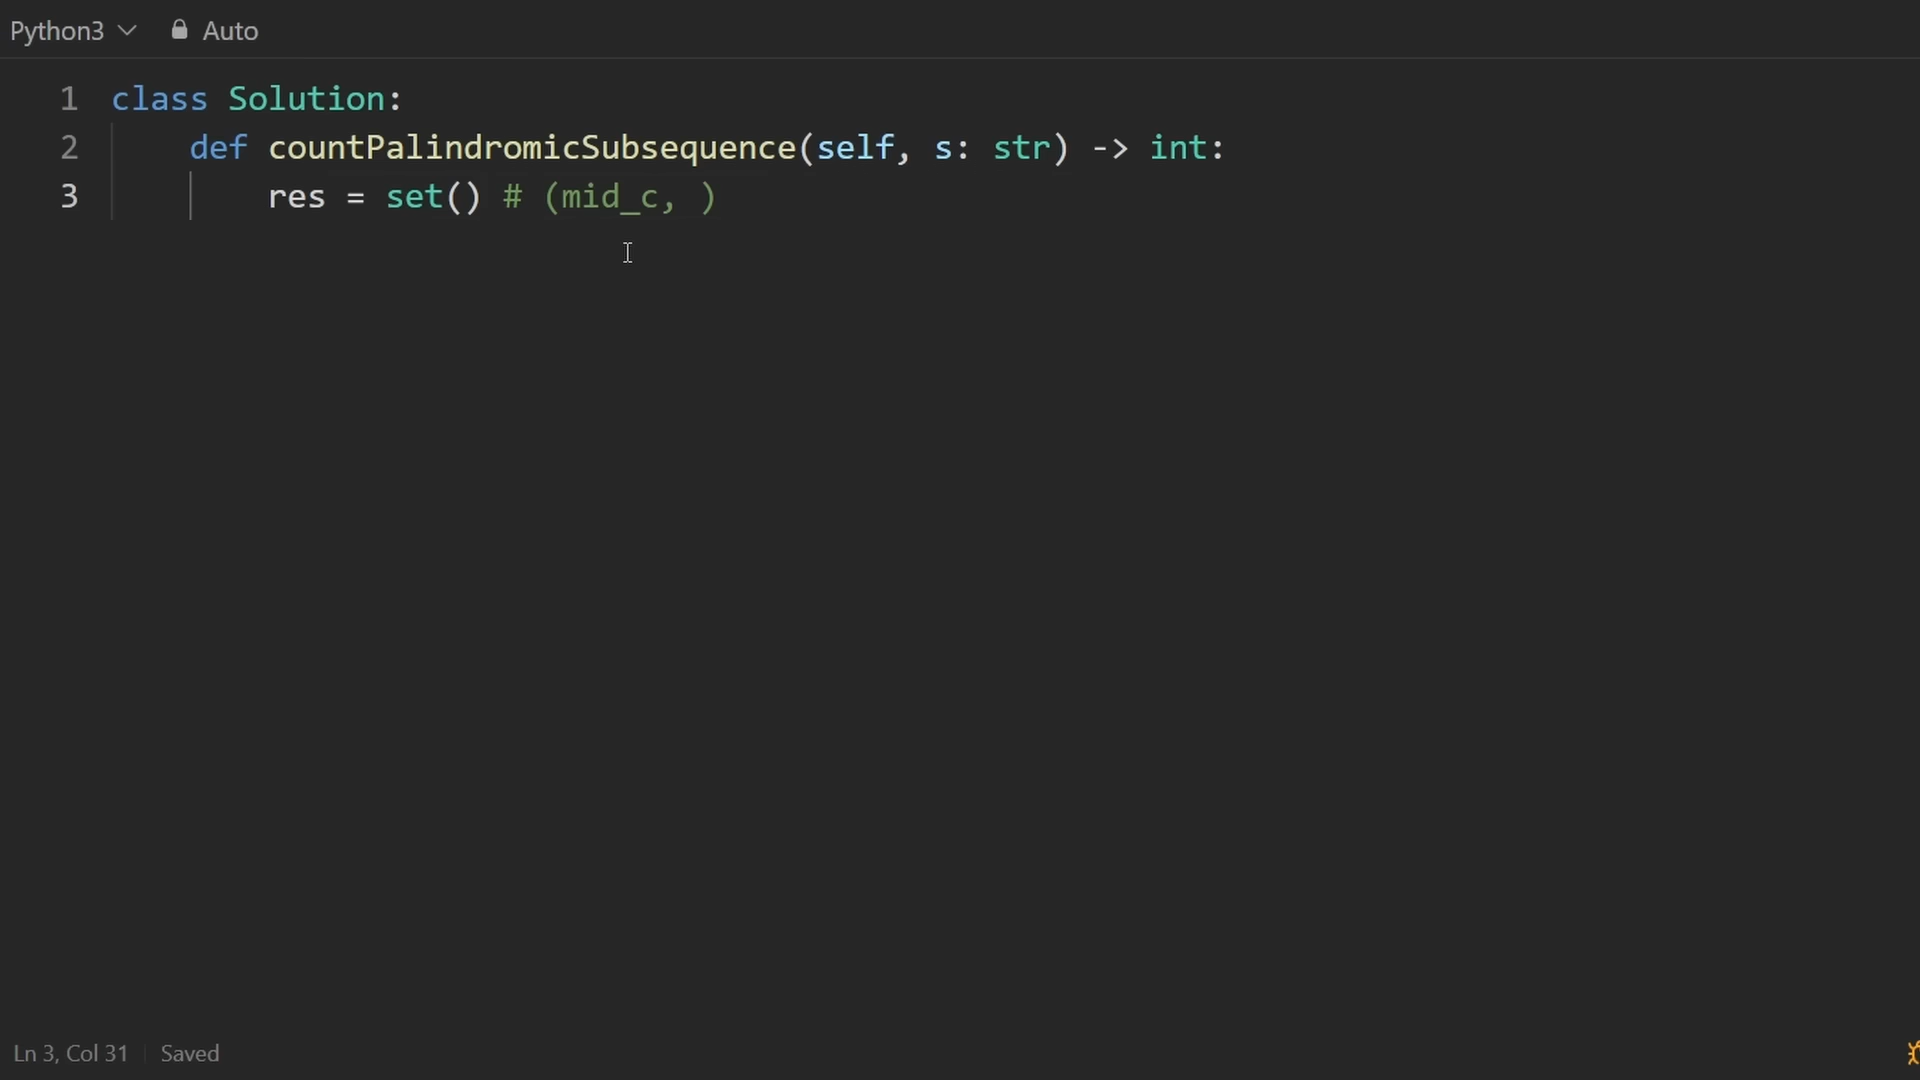 Python3 Auto
1 class Solution:
2 def countPalindromicSubsequence(self, s: str) -> int:
3 res = set() # (mid_c, )
Ln 3, Col 31 Saved